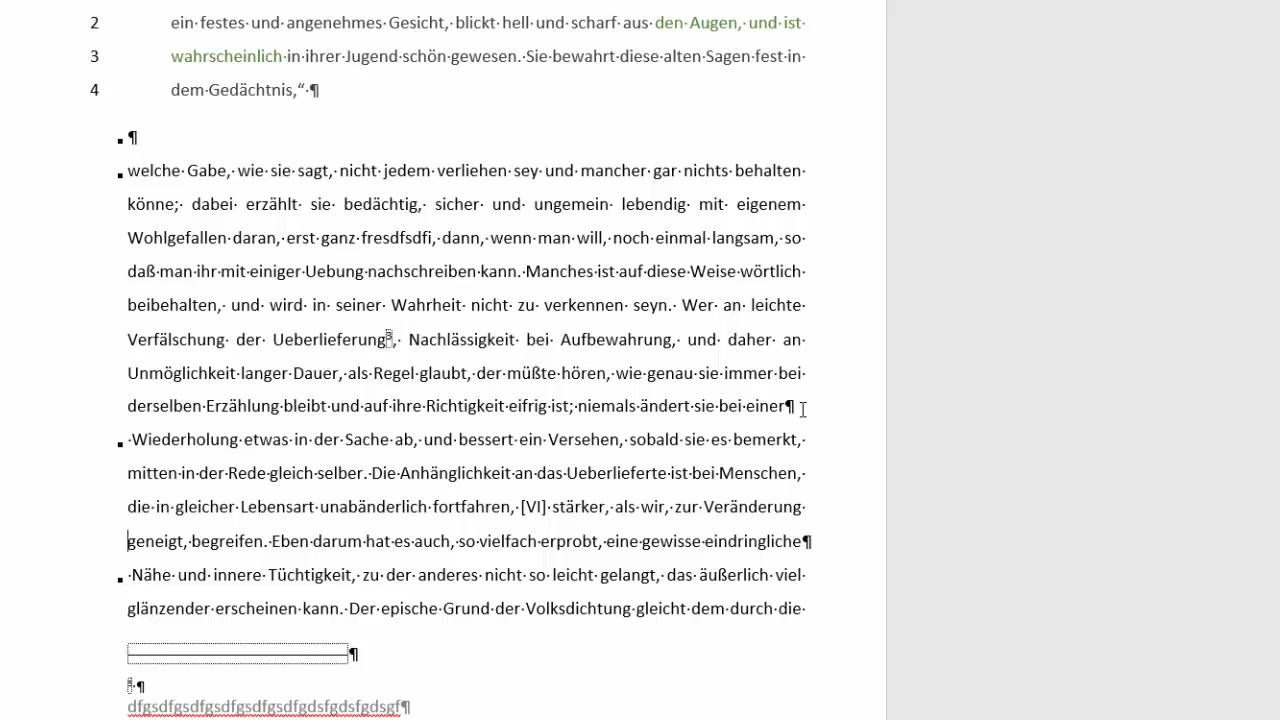 2 ein festes und angenehmes Gesicht, blickt hell und scharf aus den Augen, und ist
3 wahrscheinlich in ihrer Jugend schön gewesen. Sie bewahrt diese alten Sagen fest in
4 dem Gedächtnis,“ ¶
¶
welche Gabe, wie sie sagt, nicht jedem verliehen sey und mancher gar nichts behalten
könne; dabei erzählt sie bedächtig, sicher und ungemein lebendig mit eigenem
Wohlgefallen daran, erst ganz fresdfsdfi, dann, wenn man will, noch einmal langsam, so
daß man ihr mit einiger Uebung nachschreiben kann. Manches ist auf diese Weise wörtlich
beibehalten, und wird in seiner Wahrheit nicht zu verkennen seyn. Wer an leichte
Verfälschung der Ueberlieferung, Nachlässigkeit bei Aufbewahrung, und daher an
Unmöglichkeit langer Dauer, als Regel glaubt, der müßte hören, wie genau sie immer bei
derselben Erzählung bleibt und auf ihre Richtigkeit eifrig ist; niemals ändert sie bei einer¶
Wiederholung etwas in der Sache ab, und bessert ein Versehen, sobald sie es bemerkt,
mitten in der Rede gleich selber. Die Anhänglichkeit an das Ueberlieferte ist bei Menschen,
die in gleicher Lebensart unabänderlich fortfahren, [VI] stärker, als wir, zur Veränderung
geneigt, begreifen. Eben darum hat es auch, so vielfach erprobt, eine gewisse eindringliche¶
Nähe und innere Tüchtigkeit, zu der anderes nicht so leicht gelangt, das äußerlich viel
glänzender erscheinen kann. Der epische Grund der Volksdichtung gleicht dem durch die
¶
¶
dfgsdfgsdfgsdfgsdfgsdfgdsfgdsfgdsgf¶